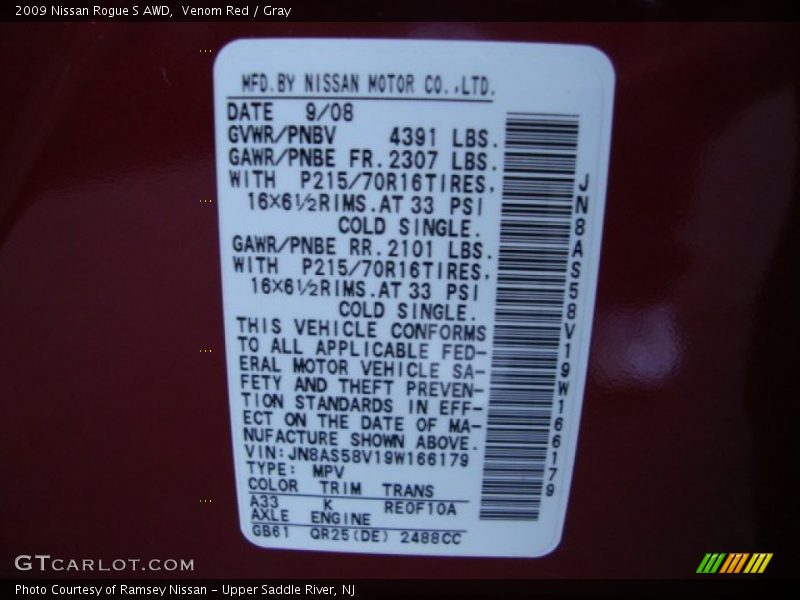 2009 Nissan Rogue S AWD,  Venom Red / Gray
MFD.BY NISSAN MOTOR CO.,LTD.
DATE 9/08
GVWR/PNBV 4391 LBS.
GAWR/PNBE FR.2307 LBS.
WITH P215/70R16TIRES,
16×6½RIMS.AT 33 PSI
COLD SINGLE.
GAWR/PNBE RR.2101 LBS.
WITH P215/70R16TIRES,
16×6½RIMS.AT 33 PSI
COLD SINGLE.
THIS VEHICLE CONFORMS
TO ALL APPLICABLE FED-
ERAL MOTOR VEHICLE SA-
FETY AND THEFT PREVEN-
TION STANDARDS IN EFF-
ECT ON THE DATE OF MA-
NUFACTURE SHOWN ABOVE.
VIN:JN8AS58V19W166179
TYPE: MPV
COLOR TRIM TRANS
A33 K RE0F10A
AXLE ENGINE
GB61 QR25(DE) 2488CC
JN8AS58V19W166179
GTCARLOT.COM
Photo Courtesy of Ramsey Nissan - Upper Saddle River, NJ